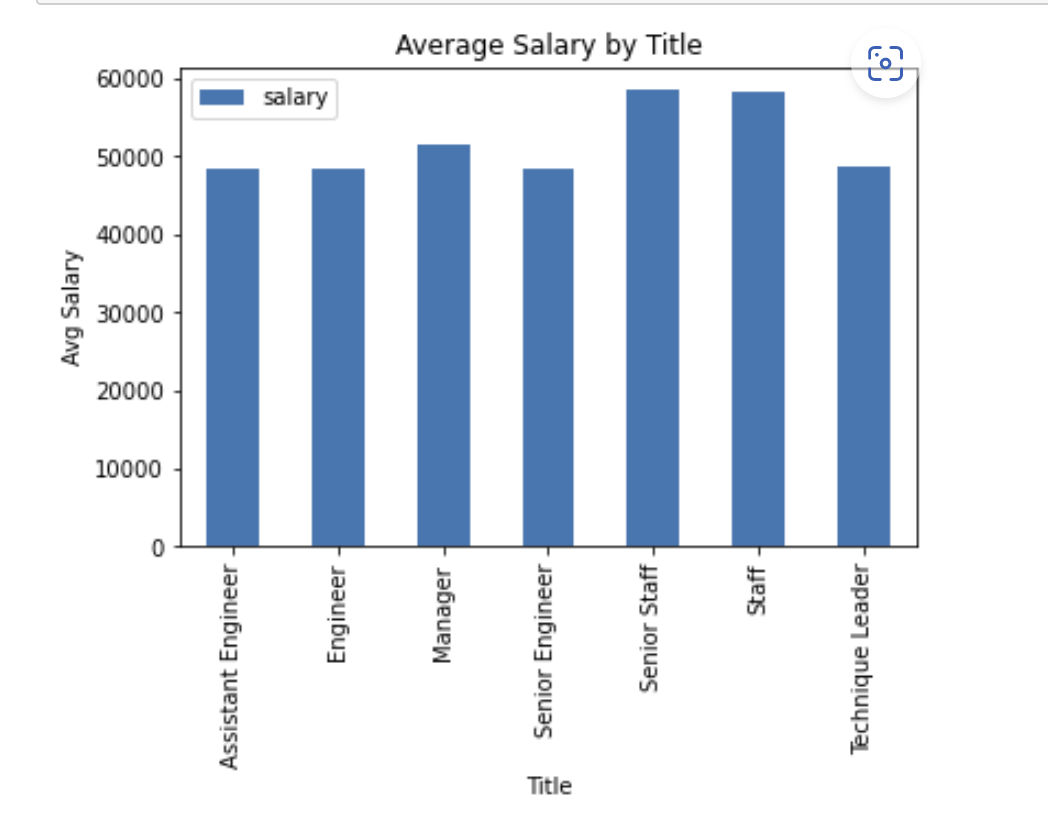 Average Salary by Title
salary
60000
50000
40000
30000
20000
10000
0
Avg Salary
Assistant Engineer
Engineer
Manager
Senior Engineer
Senior Staff
Staff
Technique Leader
Title